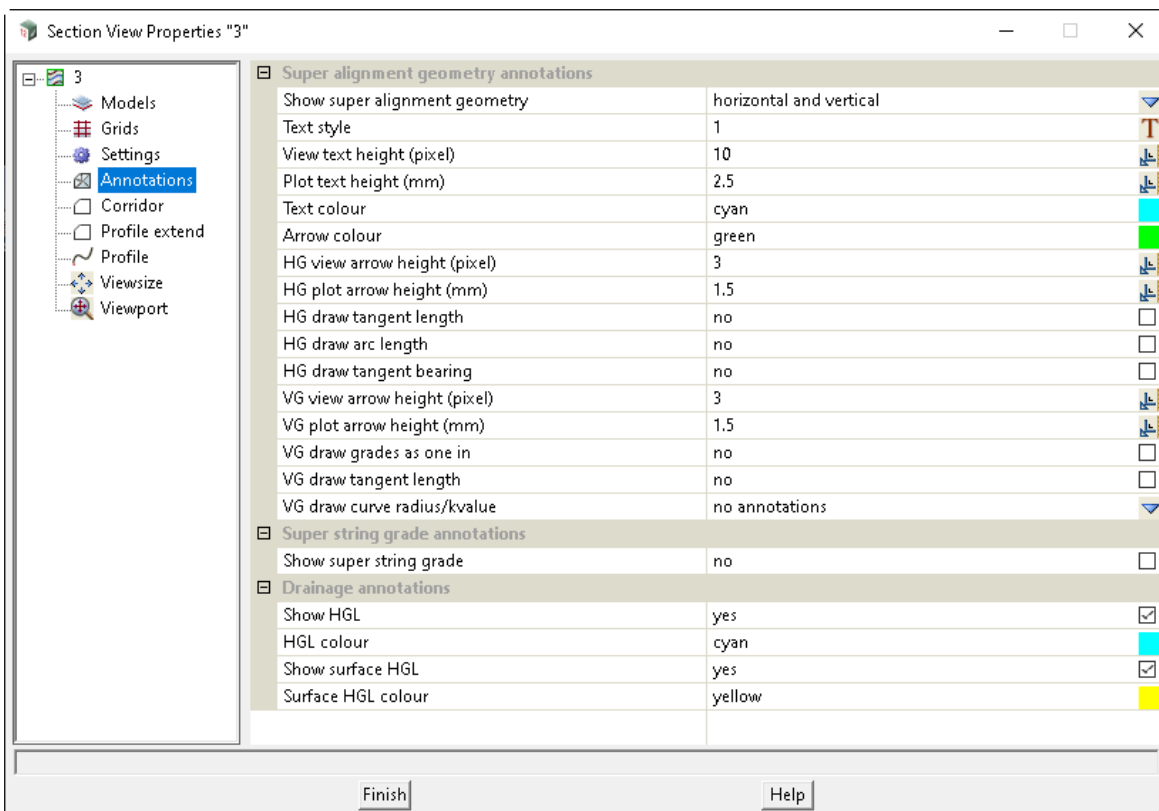 Section View Properties "3"
3
Models
Grids
Settings
Annotations
Corridor
Profile extend
Profile
Viewsize
Viewport
Super alignment geometry annotations
Show super alignment geometry horizontal and vertical
Text style 1 T
View text height (pixel) 10
Plot text height (mm) 2.5
Text colour cyan
Arrow colour green
HG view arrow height (pixel) 3
HG plot arrow height (mm) 1.5
HG draw tangent length no
HG draw arc length no
HG draw tangent bearing no
VG view arrow height (pixel) 3
VG plot arrow height (mm) 1.5
VG draw grades as one in no
VG draw tangent length no
VG draw curve radius/kvalue no annotations
Super string grade annotations
Show super string grade no
Drainage annotations
Show HGL yes
HGL colour cyan
Show surface HGL yes
Surface HGL colour yellow
Finish Help